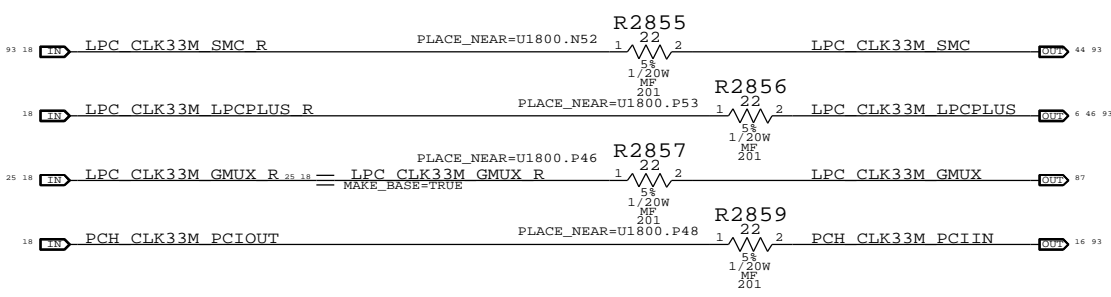 R2855
93 18 IN LPC_CLK33M_SMC_R PLACE_NEAR=U1800.N52 1 22 2 LPC_CLK33M_SMC OUT 44 93
5%
1/20W
MF
201
R2856
18 IN LPC_CLK33M_LPCPLUS_R PLACE_NEAR=U1800.P53 1 22 2 LPC_CLK33M_LPCPLUS OUT 6 46 93
5%
1/20W
MF
201
R2857
25 18 IN LPC_CLK33M_GMUX_R 25 18 LPC_CLK33M_GMUX_R PLACE_NEAR=U1800.P46 1 22 2 LPC_CLK33M_GMUX OUT 87
MAKE_BASE=TRUE
5%
1/20W
MF
201
R2859
18 IN PCH_CLK33M_PCIOUT PLACE_NEAR=U1800.P48 1 22 2 PCH_CLK33M_PCIIN OUT 16 93
5%
1/20W
MF
201